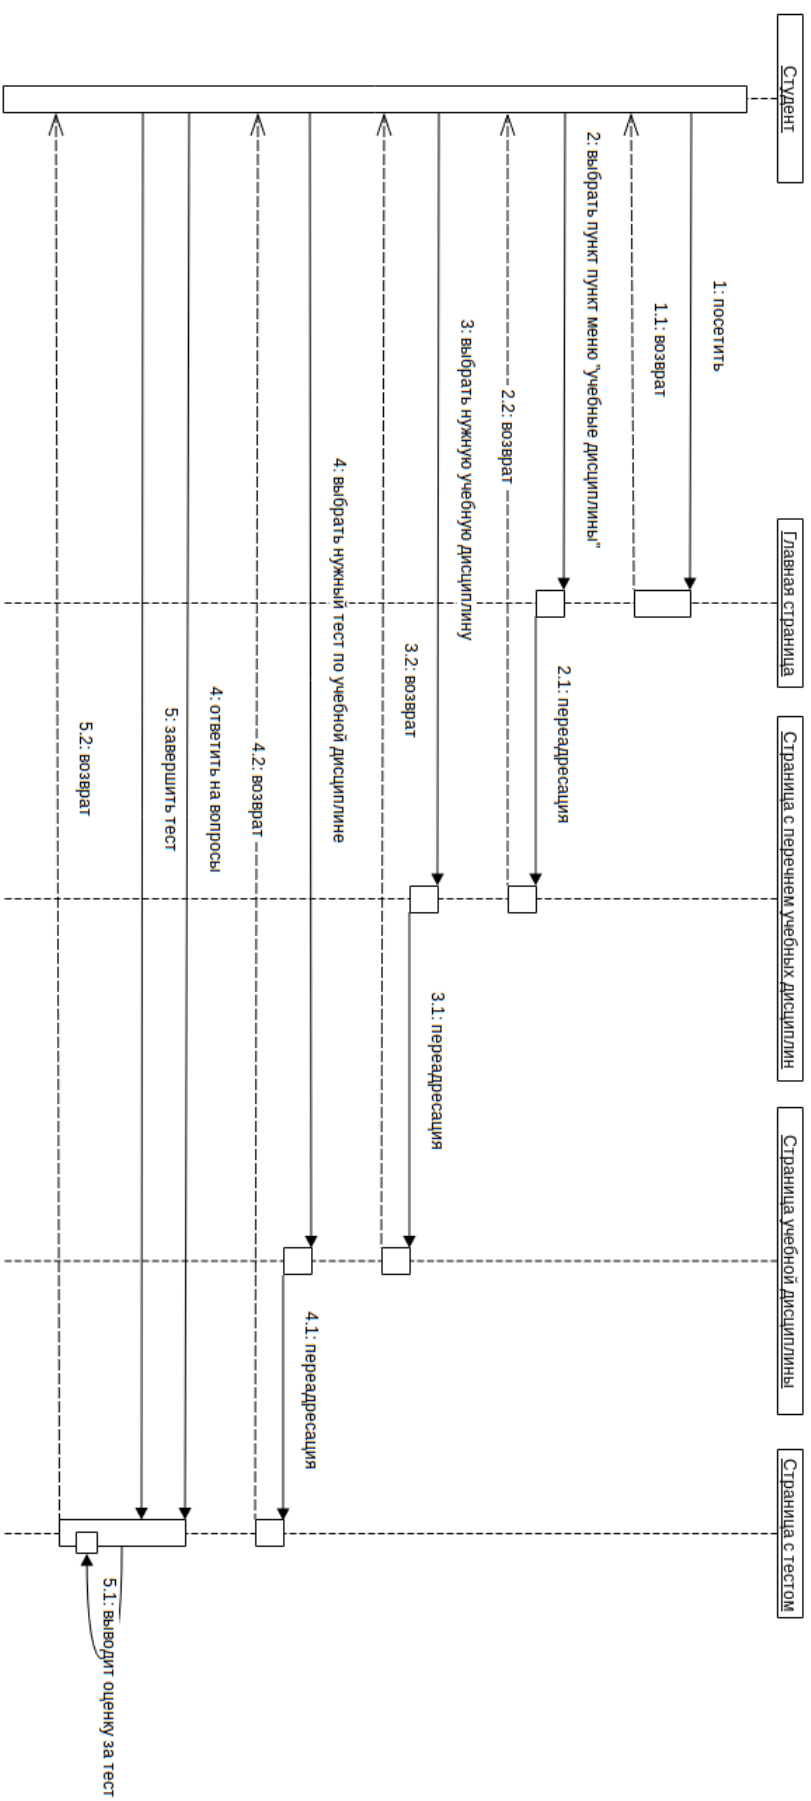 Студент
Главная страница
Страница с перечнем учебных дисциплин
Страница учебной дисциплины
Страница с тестом
1: посетить
1.1: возврат
2: выбрать пункт пункт меню "учебные дисциплины"
2.1: переадресация
2.2: возврат
3: выбрать нужную учебную дисциплину
3.1: переадресация
3.2: возврат
4: выбрать нужный тест по учебной дисциплине
4.1: переадресация
4.2: возврат
4: ответить на вопросы
5: завершить тест
5.1: выводит оценку за тест
5.2: возврат